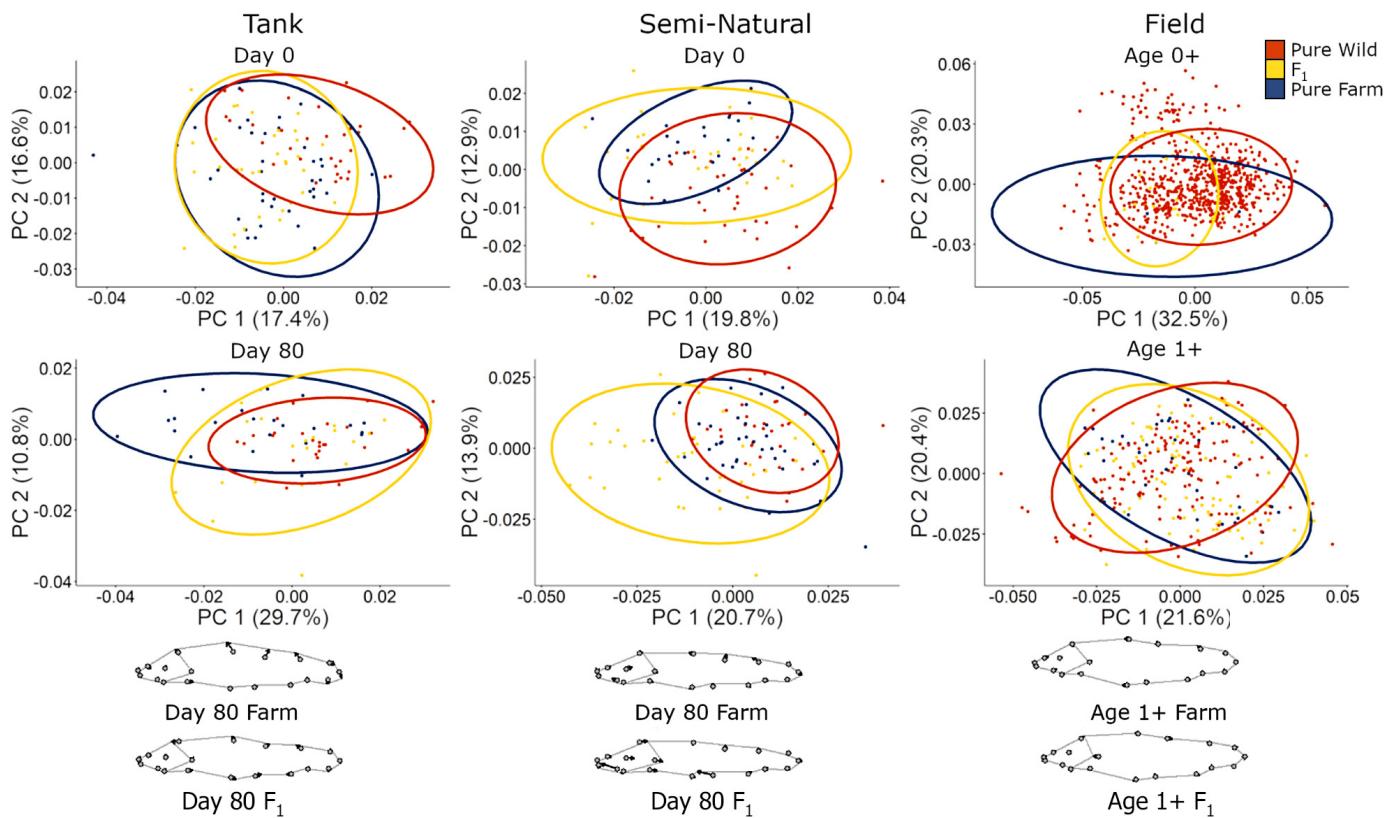 Tank
Semi-Natural
Field
Pure Wild
F1
Pure Farm
Day 0
0.02
0.01
0.00
-0.01
-0.02
-0.03
PC 2 (16.6%)
-0.04
-0.02
0.00
0.02
PC 1 (17.4%)
Day 0
0.02
0.01
0.00
-0.01
-0.02
-0.03
PC 2 (12.9%)
-0.02
0.00
0.02
0.04
PC 1 (19.8%)
Age 0+
0.06
0.03
0.00
-0.03
PC 2 (20.3%)
-0.05
0.00
0.05
PC 1 (32.5%)
Day 80
0.02
0.00
-0.02
-0.04
PC 2 (10.8%)
-0.04
-0.02
0.00
0.02
PC 1 (29.7%)
Day 80
0.025
0.000
-0.025
PC 2 (13.9%)
-0.050
-0.025
0.000
0.025
PC 1 (20.7%)
Age 1+
0.025
0.000
-0.025
PC 2 (20.4%)
-0.050
-0.025
0.000
0.025
0.050
PC 1 (21.6%)
Day 80 Farm
Day 80 Farm
Age 1+ Farm
Day 80 F1
Day 80 F1
Age 1+ F1